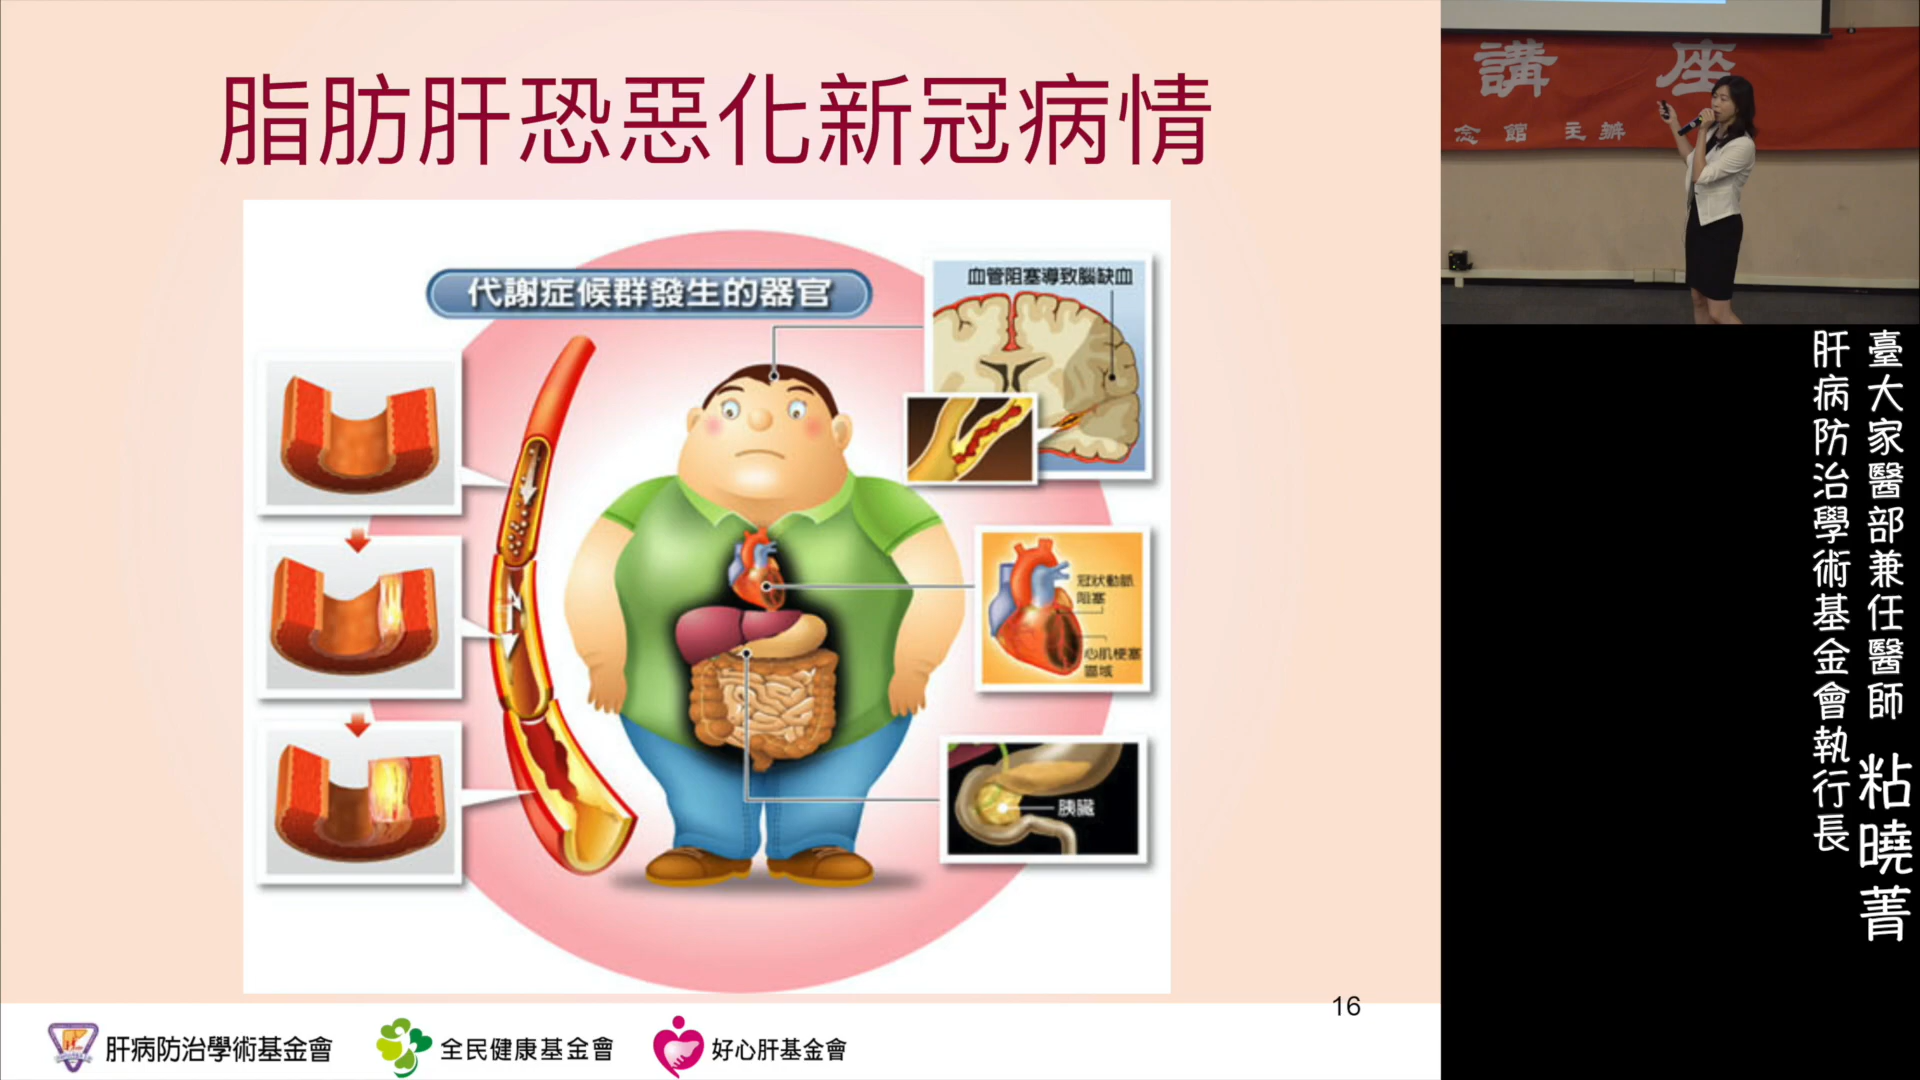 脂肪肝恐惡化新冠病情
代謝症候群發生的器官
血管阻塞導致腦缺血
冠狀動脈
阻塞
心肌梗塞
區域
胰臟
16
肝病防治學術基金會
全民健康基金會
好心肝基金會
講座
念館 主辦
臺大家醫部兼任醫師 粘曉菁
肝病防治學術基金會執行長